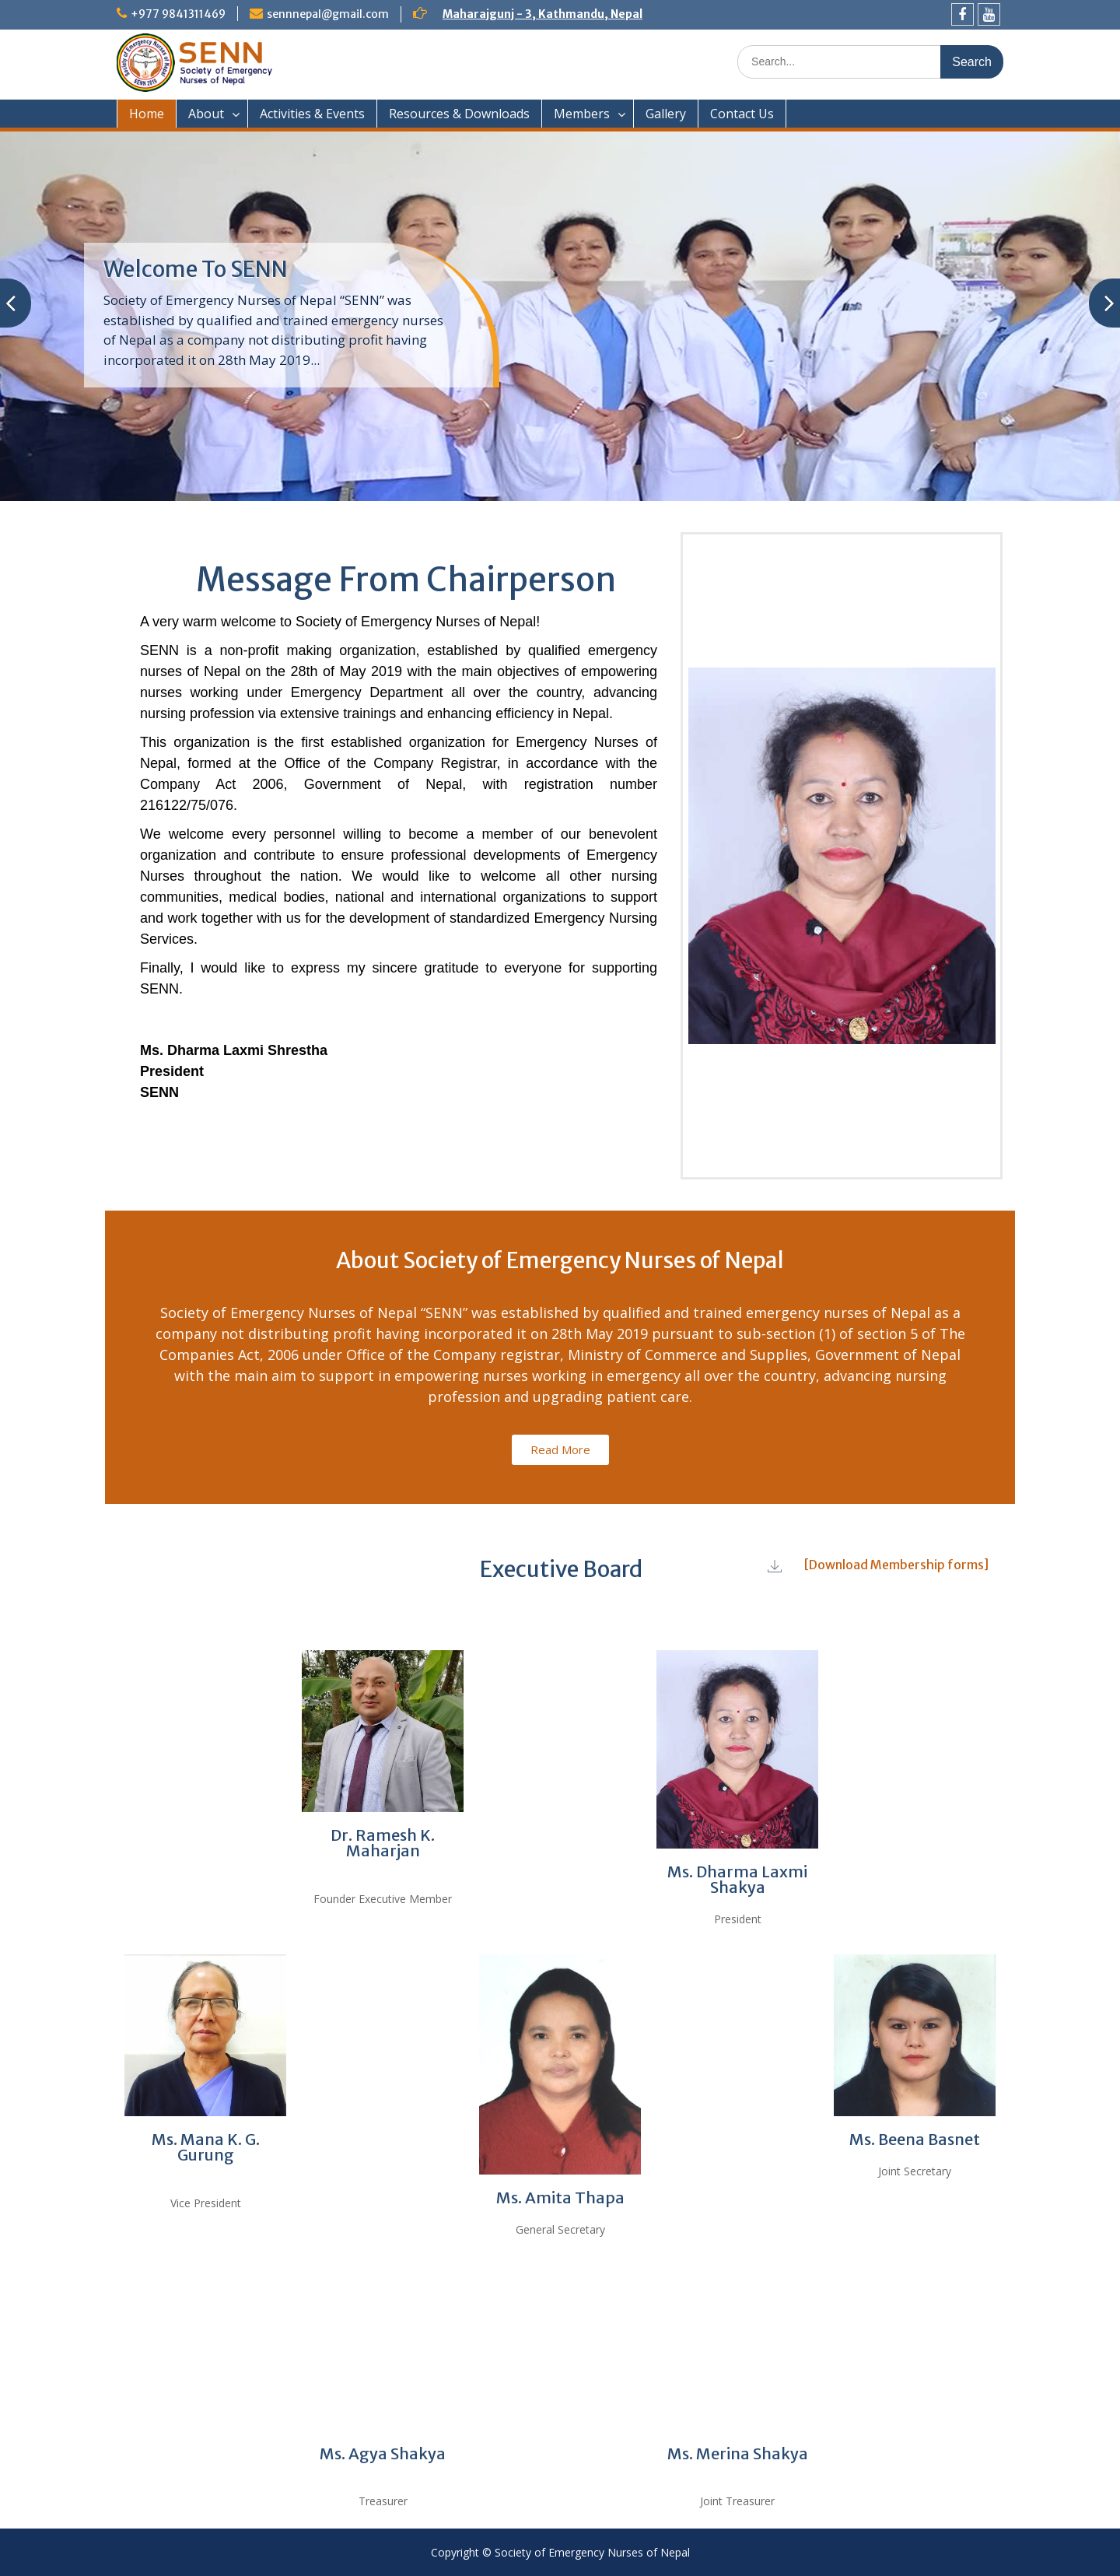 +977 9841311469
sennnepal@gmail.com
Maharajgunj - 3, Kathmandu, Nepal
Society of Emergency Nurses of Nepal
SENN 2019
SENN
Society of Emergency
Nurses of Nepal
Search...
Search
Home
About
Activities & Events
Resources & Downloads
Members
Gallery
Contact Us
Welcome To SENN
Society of Emergency Nurses of Nepal “SENN” was
established by qualified and trained emergency nurses
of Nepal as a company not distributing profit having
incorporated it on 28th May 2019...
Message From Chairperson
A very warm welcome to Society of Emergency Nurses of Nepal!
SENN is a non-profit making organization, established by qualified emergency
nurses of Nepal on the 28th of May 2019 with the main objectives of empowering
nurses working under Emergency Department all over the country, advancing
nursing profession via extensive trainings and enhancing efficiency in Nepal.
This organization is the first established organization for Emergency Nurses of
Nepal, formed at the Office of the Company Registrar, in accordance with the
Company Act 2006, Government of Nepal, with registration number
216122/75/076.
We welcome every personnel willing to become a member of our benevolent
organization and contribute to ensure professional developments of Emergency
Nurses throughout the nation. We would like to welcome all other nursing
communities, medical bodies, national and international organizations to support
and work together with us for the development of standardized Emergency Nursing
Services.
Finally, I would like to express my sincere gratitude to everyone for supporting
SENN.
Ms. Dharma Laxmi Shrestha
President
SENN
About Society of Emergency Nurses of Nepal
Society of Emergency Nurses of Nepal “SENN” was established by qualified and trained emergency nurses of Nepal as a
company not distributing profit having incorporated it on 28th May 2019 pursuant to sub-section (1) of section 5 of The
Companies Act, 2006 under Office of the Company registrar, Ministry of Commerce and Supplies, Government of Nepal
with the main aim to support in empowering nurses working in emergency all over the country, advancing nursing
profession and upgrading patient care.
Read More
Executive Board
[Download Membership forms]
Dr. Ramesh K.
Maharjan
Founder Executive Member
Ms. Dharma Laxmi
Shakya
President
Ms. Mana K. G.
Gurung
Vice President
Ms. Amita Thapa
General Secretary
Ms. Beena Basnet
Joint Secretary
Ms. Agya Shakya
Treasurer
Ms. Merina Shakya
Joint Treasurer
Copyright © Society of Emergency Nurses of Nepal